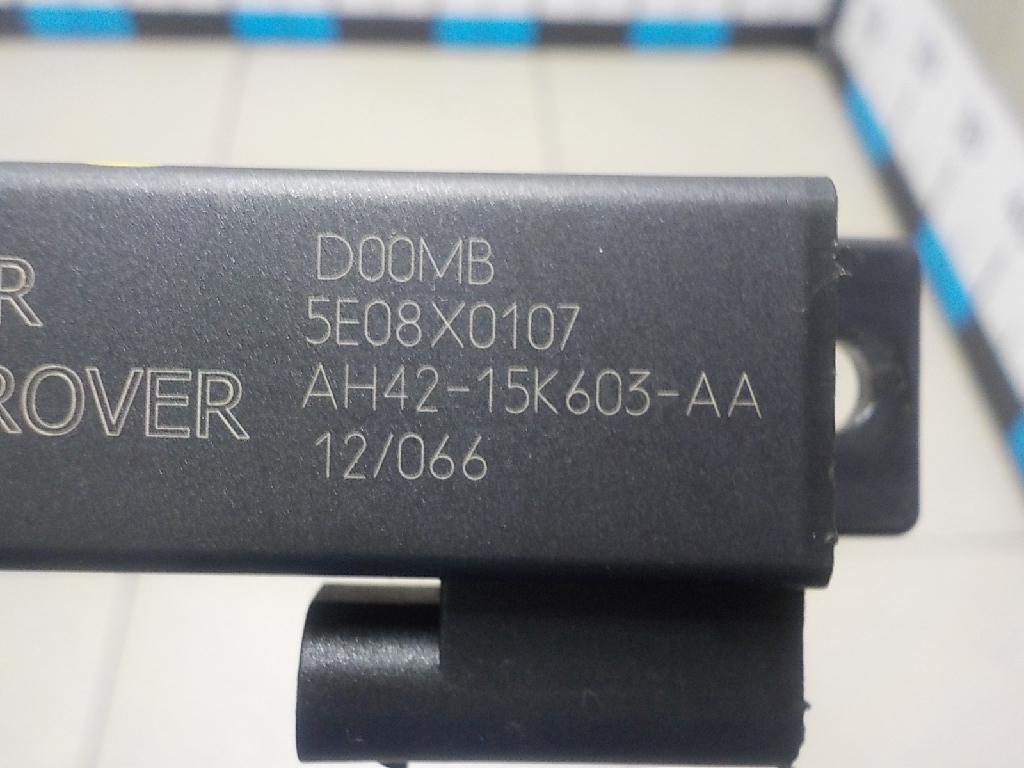 D00MB
5E08X0107
R
ROVER
AH42-15K603-AA
12/066